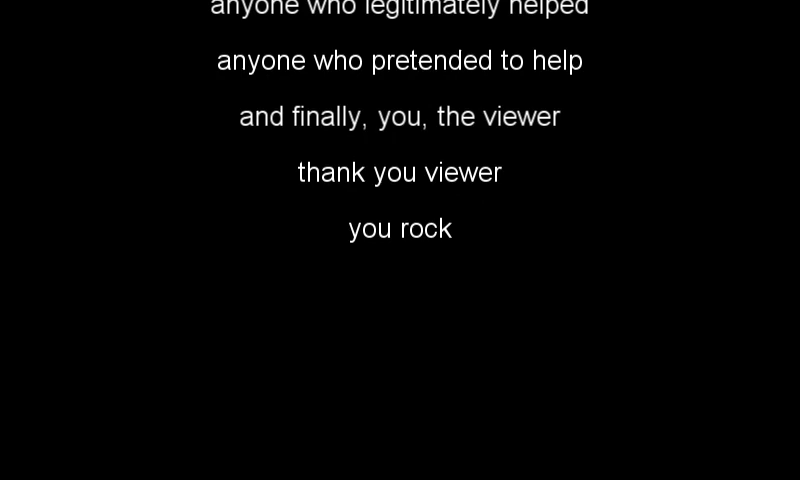 anyone who legitimately helped
anyone who pretended to help
and finally, you, the viewer
thank you viewer
you rock